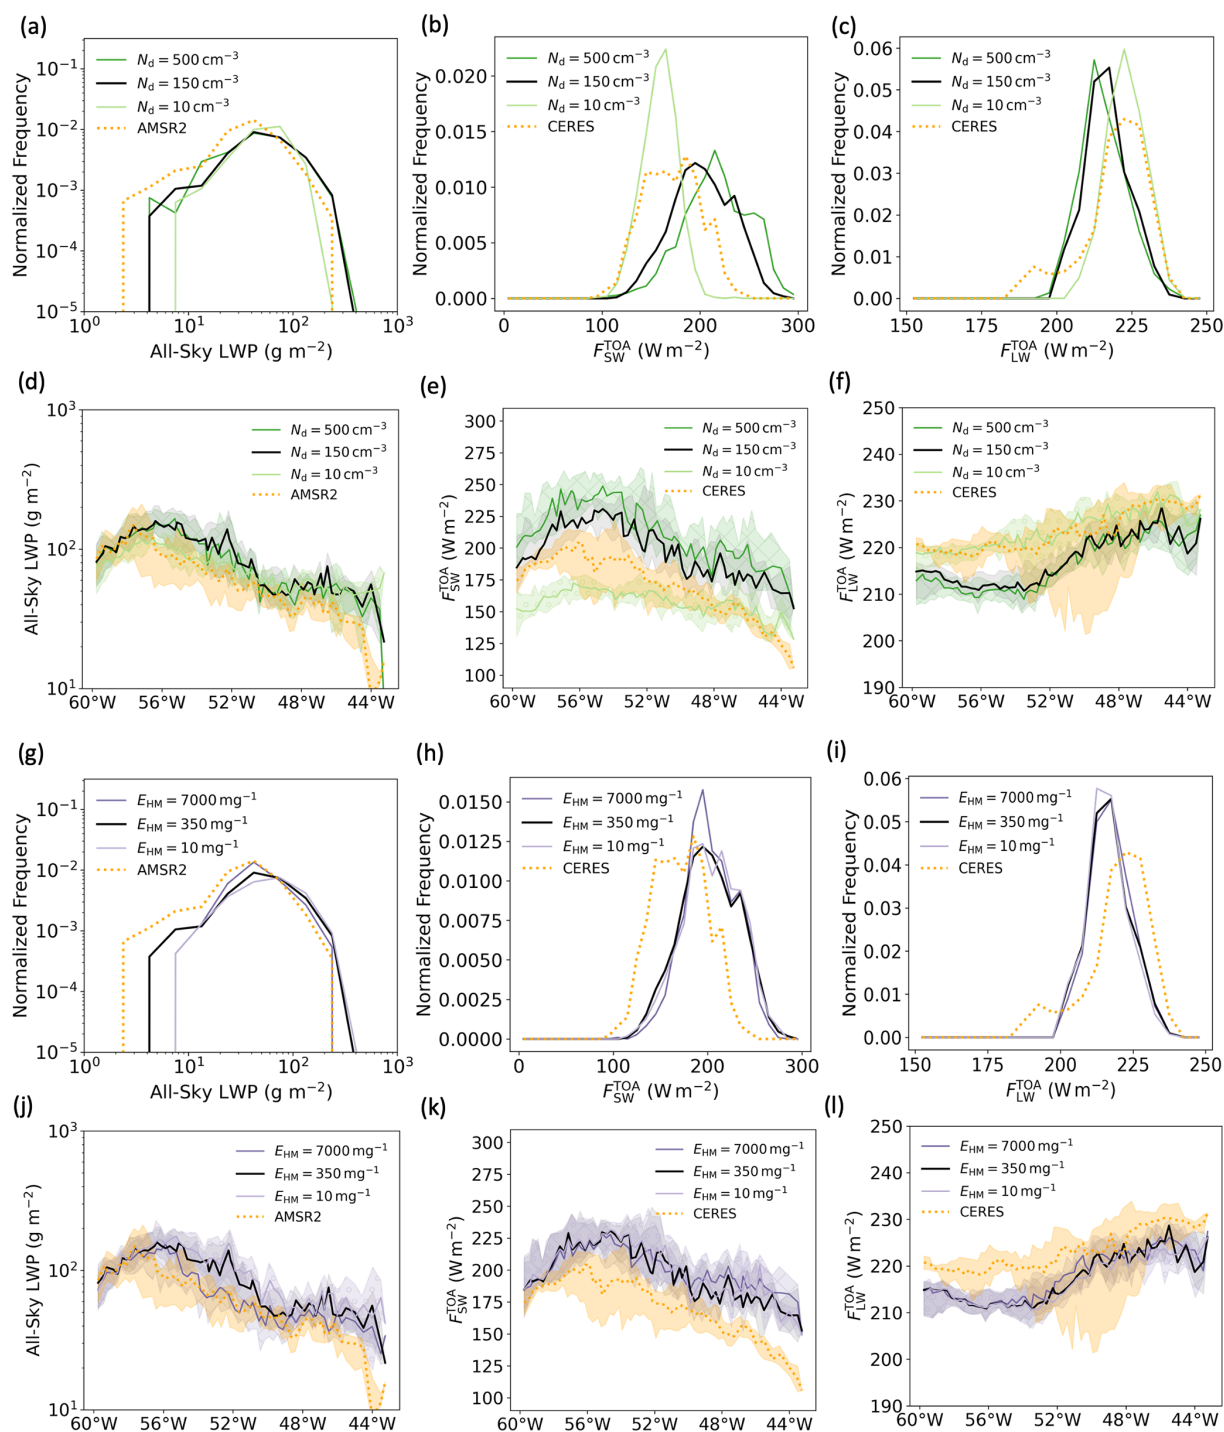 (a)
10⁻¹
10⁻²
10⁻³
10⁻⁴
10⁻⁵
Normalized Frequency
N_d = 500 cm⁻³
N_d = 150 cm⁻³
N_d = 10 cm⁻³
AMSR2
10⁰ 10¹ 10² 10³
All-Sky LWP (g m⁻²)
(b)
0.020
0.015
0.010
0.005
0.000
Normalized Frequency
N_d = 500 cm⁻³
N_d = 150 cm⁻³
N_d = 10 cm⁻³
CERES
0 100 200 300
F_SW^TOA (W m⁻²)
(c)
0.06
0.05
0.04
0.03
0.02
0.01
0.00
Normalized Frequency
N_d = 500 cm⁻³
N_d = 150 cm⁻³
N_d = 10 cm⁻³
CERES
150 175 200 225 250
F_LW^TOA (W m⁻²)
(d)
10³
10²
10¹
All-Sky LWP (g m⁻²)
N_d = 500 cm⁻³
N_d = 150 cm⁻³
N_d = 10 cm⁻³
AMSR2
60°W 56°W 52°W 48°W 44°W
(e)
300
275
250
225
200
175
150
125
100
F_SW^TOA (W m⁻²)
N_d = 500 cm⁻³
N_d = 150 cm⁻³
N_d = 10 cm⁻³
CERES
60°W 56°W 52°W 48°W 44°W
(f)
250
240
230
220
210
200
190
F_LW^TOA (W m⁻²)
N_d = 500 cm⁻³
N_d = 150 cm⁻³
N_d = 10 cm⁻³
CERES
60°W 56°W 52°W 48°W 44°W
(g)
10⁻¹
10⁻²
10⁻³
10⁻⁴
10⁻⁵
Normalized Frequency
E_HM = 7000 mg⁻¹
E_HM = 350 mg⁻¹
E_HM = 10 mg⁻¹
AMSR2
10⁰ 10¹ 10² 10³
All-Sky LWP (g m⁻²)
(h)
0.0150
0.0125
0.0100
0.0075
0.0050
0.0025
0.0000
Normalized Frequency
E_HM = 7000 mg⁻¹
E_HM = 350 mg⁻¹
E_HM = 10 mg⁻¹
CERES
0 100 200 300
F_SW^TOA (W m⁻²)
(i)
0.06
0.05
0.04
0.03
0.02
0.01
0.00
Normalized Frequency
E_HM = 7000 mg⁻¹
E_HM = 350 mg⁻¹
E_HM = 10 mg⁻¹
CERES
150 175 200 225 250
F_LW^TOA (W m⁻²)
(j)
10³
10²
10¹
All-Sky LWP (g m⁻²)
E_HM = 7000 mg⁻¹
E_HM = 350 mg⁻¹
E_HM = 10 mg⁻¹
AMSR2
60°W 56°W 52°W 48°W 44°W
(k)
300
275
250
225
200
175
150
125
100
F_SW^TOA (W m⁻²)
E_HM = 7000 mg⁻¹
E_HM = 350 mg⁻¹
E_HM = 10 mg⁻¹
CERES
60°W 56°W 52°W 48°W 44°W
(l)
250
240
230
220
210
200
190
F_LW^TOA (W m⁻²)
E_HM = 7000 mg⁻¹
E_HM = 350 mg⁻¹
E_HM = 10 mg⁻¹
CERES
60°W 56°W 52°W 48°W 44°W